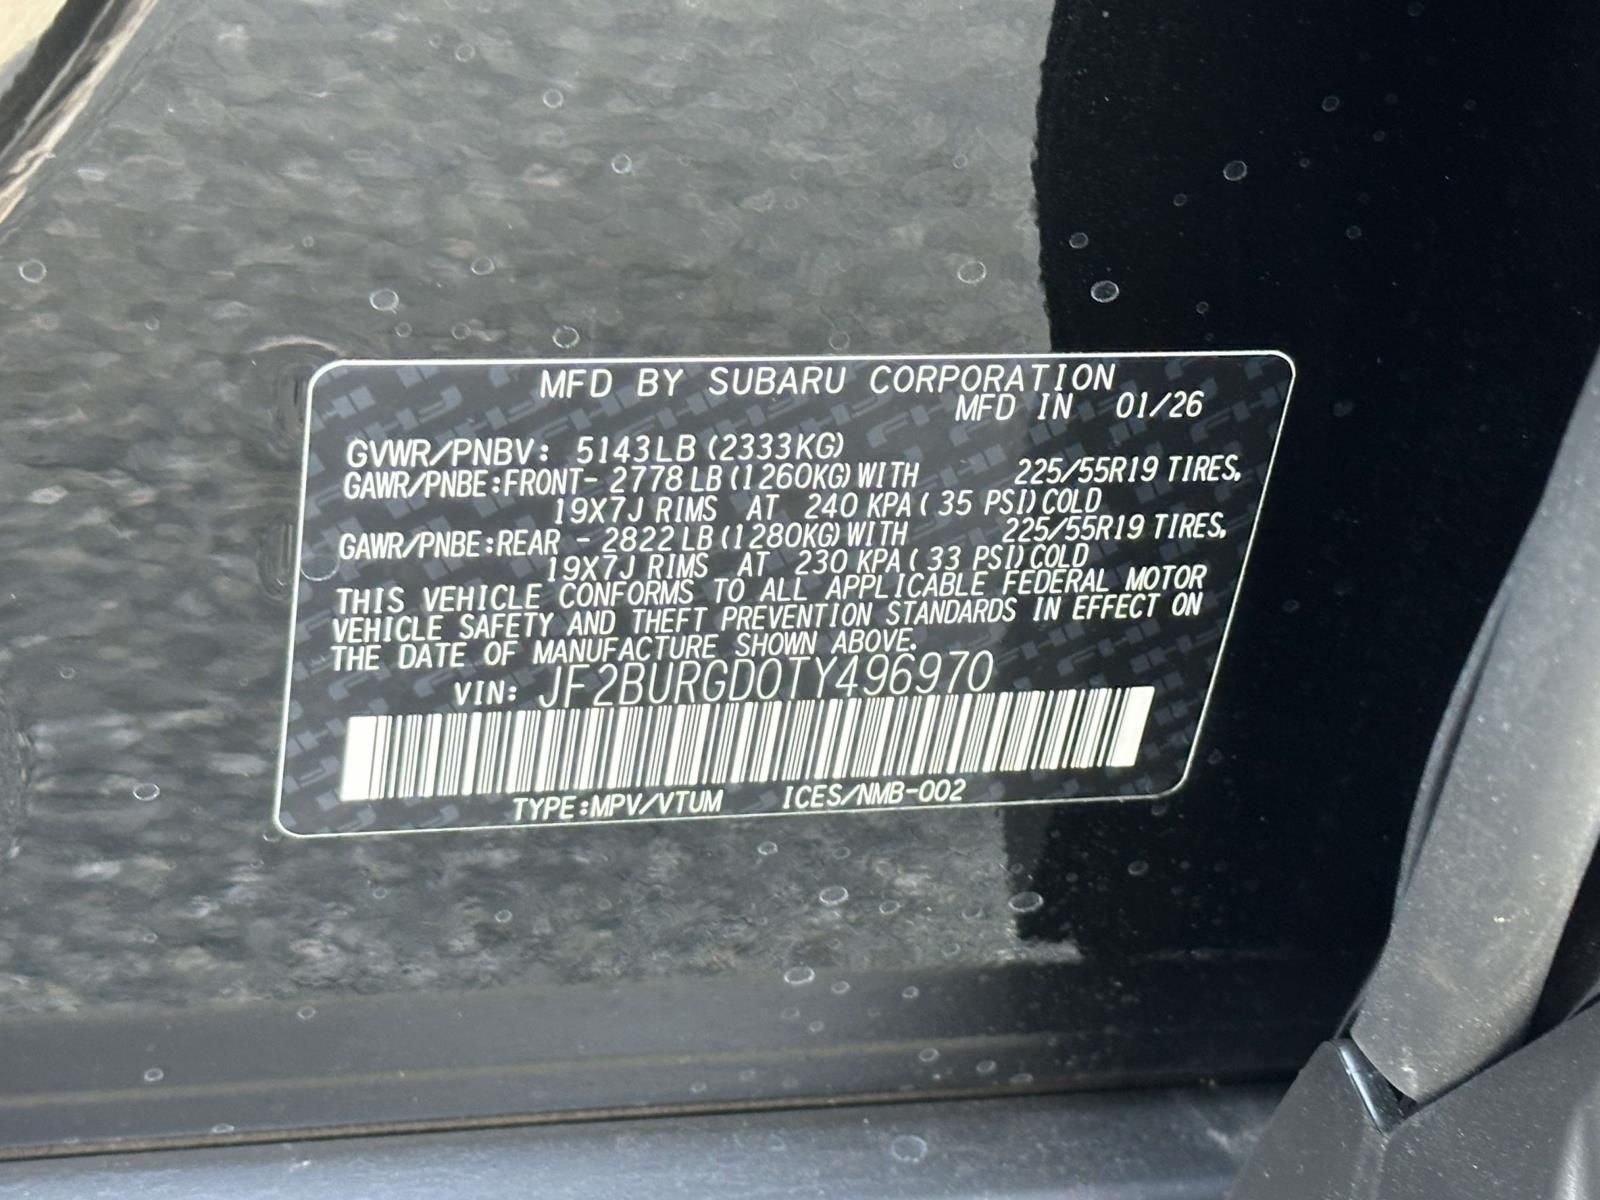 MFD BY SUBARU CORPORATION
MFD IN 01/26
GVWR/PNBV: 5143LB (2333KG)
GAWR/PNBE:FRONT- 2778LB (1260KG) WITH 225/55R19 TIRES,
19X7J RIMS AT 240 KPA ( 35 PSI) COLD
GAWR/PNBE:REAR - 2822LB (1280KG) WITH 225/55R19 TIRES,
19X7J RIMS AT 230 KPA ( 33 PSI) COLD
THIS VEHICLE CONFORMS TO ALL APPLICABLE FEDERAL MOTOR
VEHICLE SAFETY AND THEFT PREVENTION STANDARDS IN EFFECT ON
THE DATE OF MANUFACTURE SHOWN ABOVE.
VIN: JF2BURGD0TY496970
TYPE:MPV/VTUM ICES/NMB-002